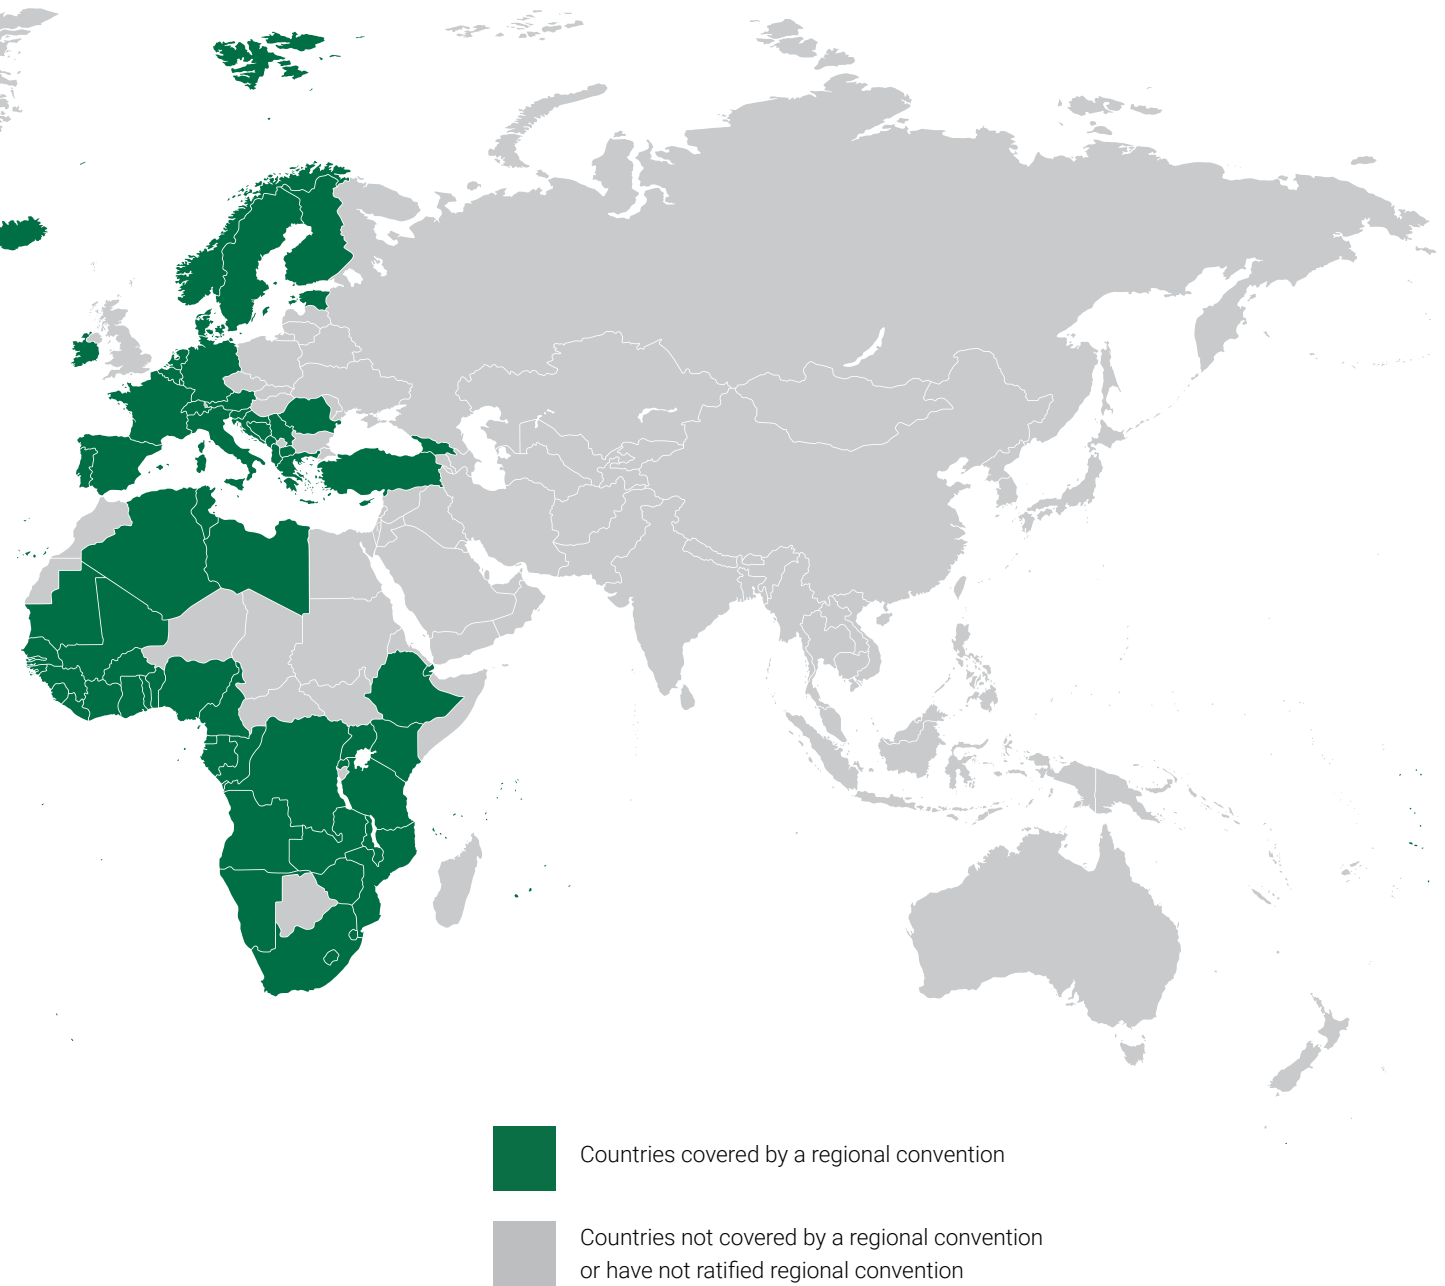 Countries covered by a regional convention
Countries not covered by a regional convention
or have not ratified regional convention